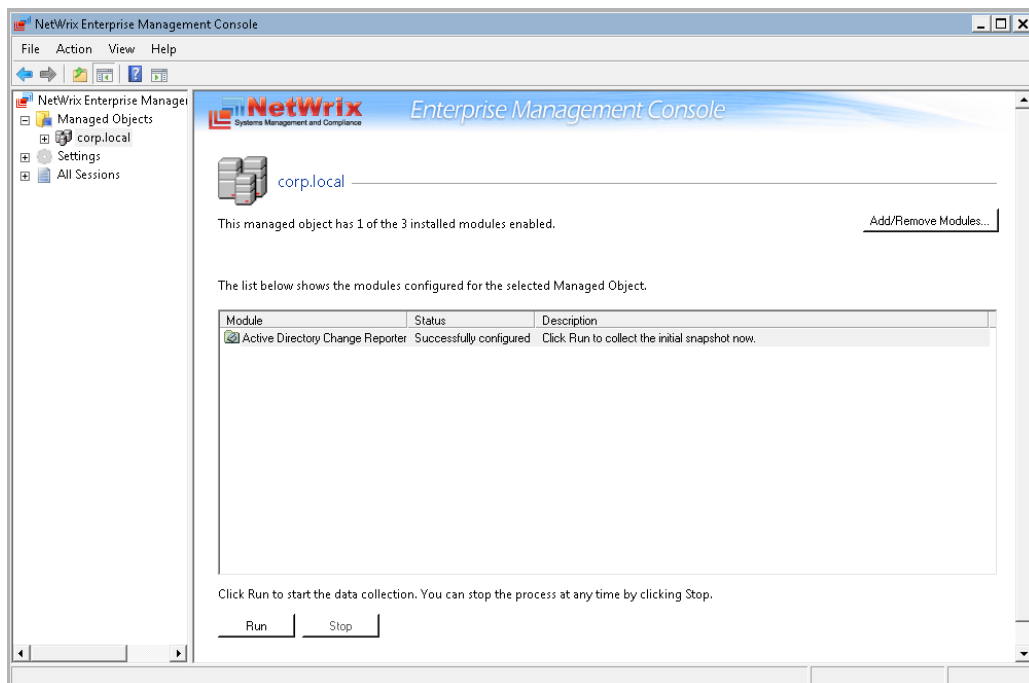 NetWrix Enterprise Management Console
File Action View Help
NetWrix Enterprise Manager
Managed Objects
corp.local
Settings
All Sessions
NetWrix
Systems Management and Compliance
Enterprise Management Console
corp.local
This managed object has 1 of the 3 installed modules enabled.
Add/Remove Modules...
The list below shows the modules configured for the selected Managed Object.
Module Status Description
Active Directory Change Reporter Successfully configured Click Run to collect the initial snapshot now.
Click Run to start the data collection. You can stop the process at any time by clicking Stop.
Run Stop